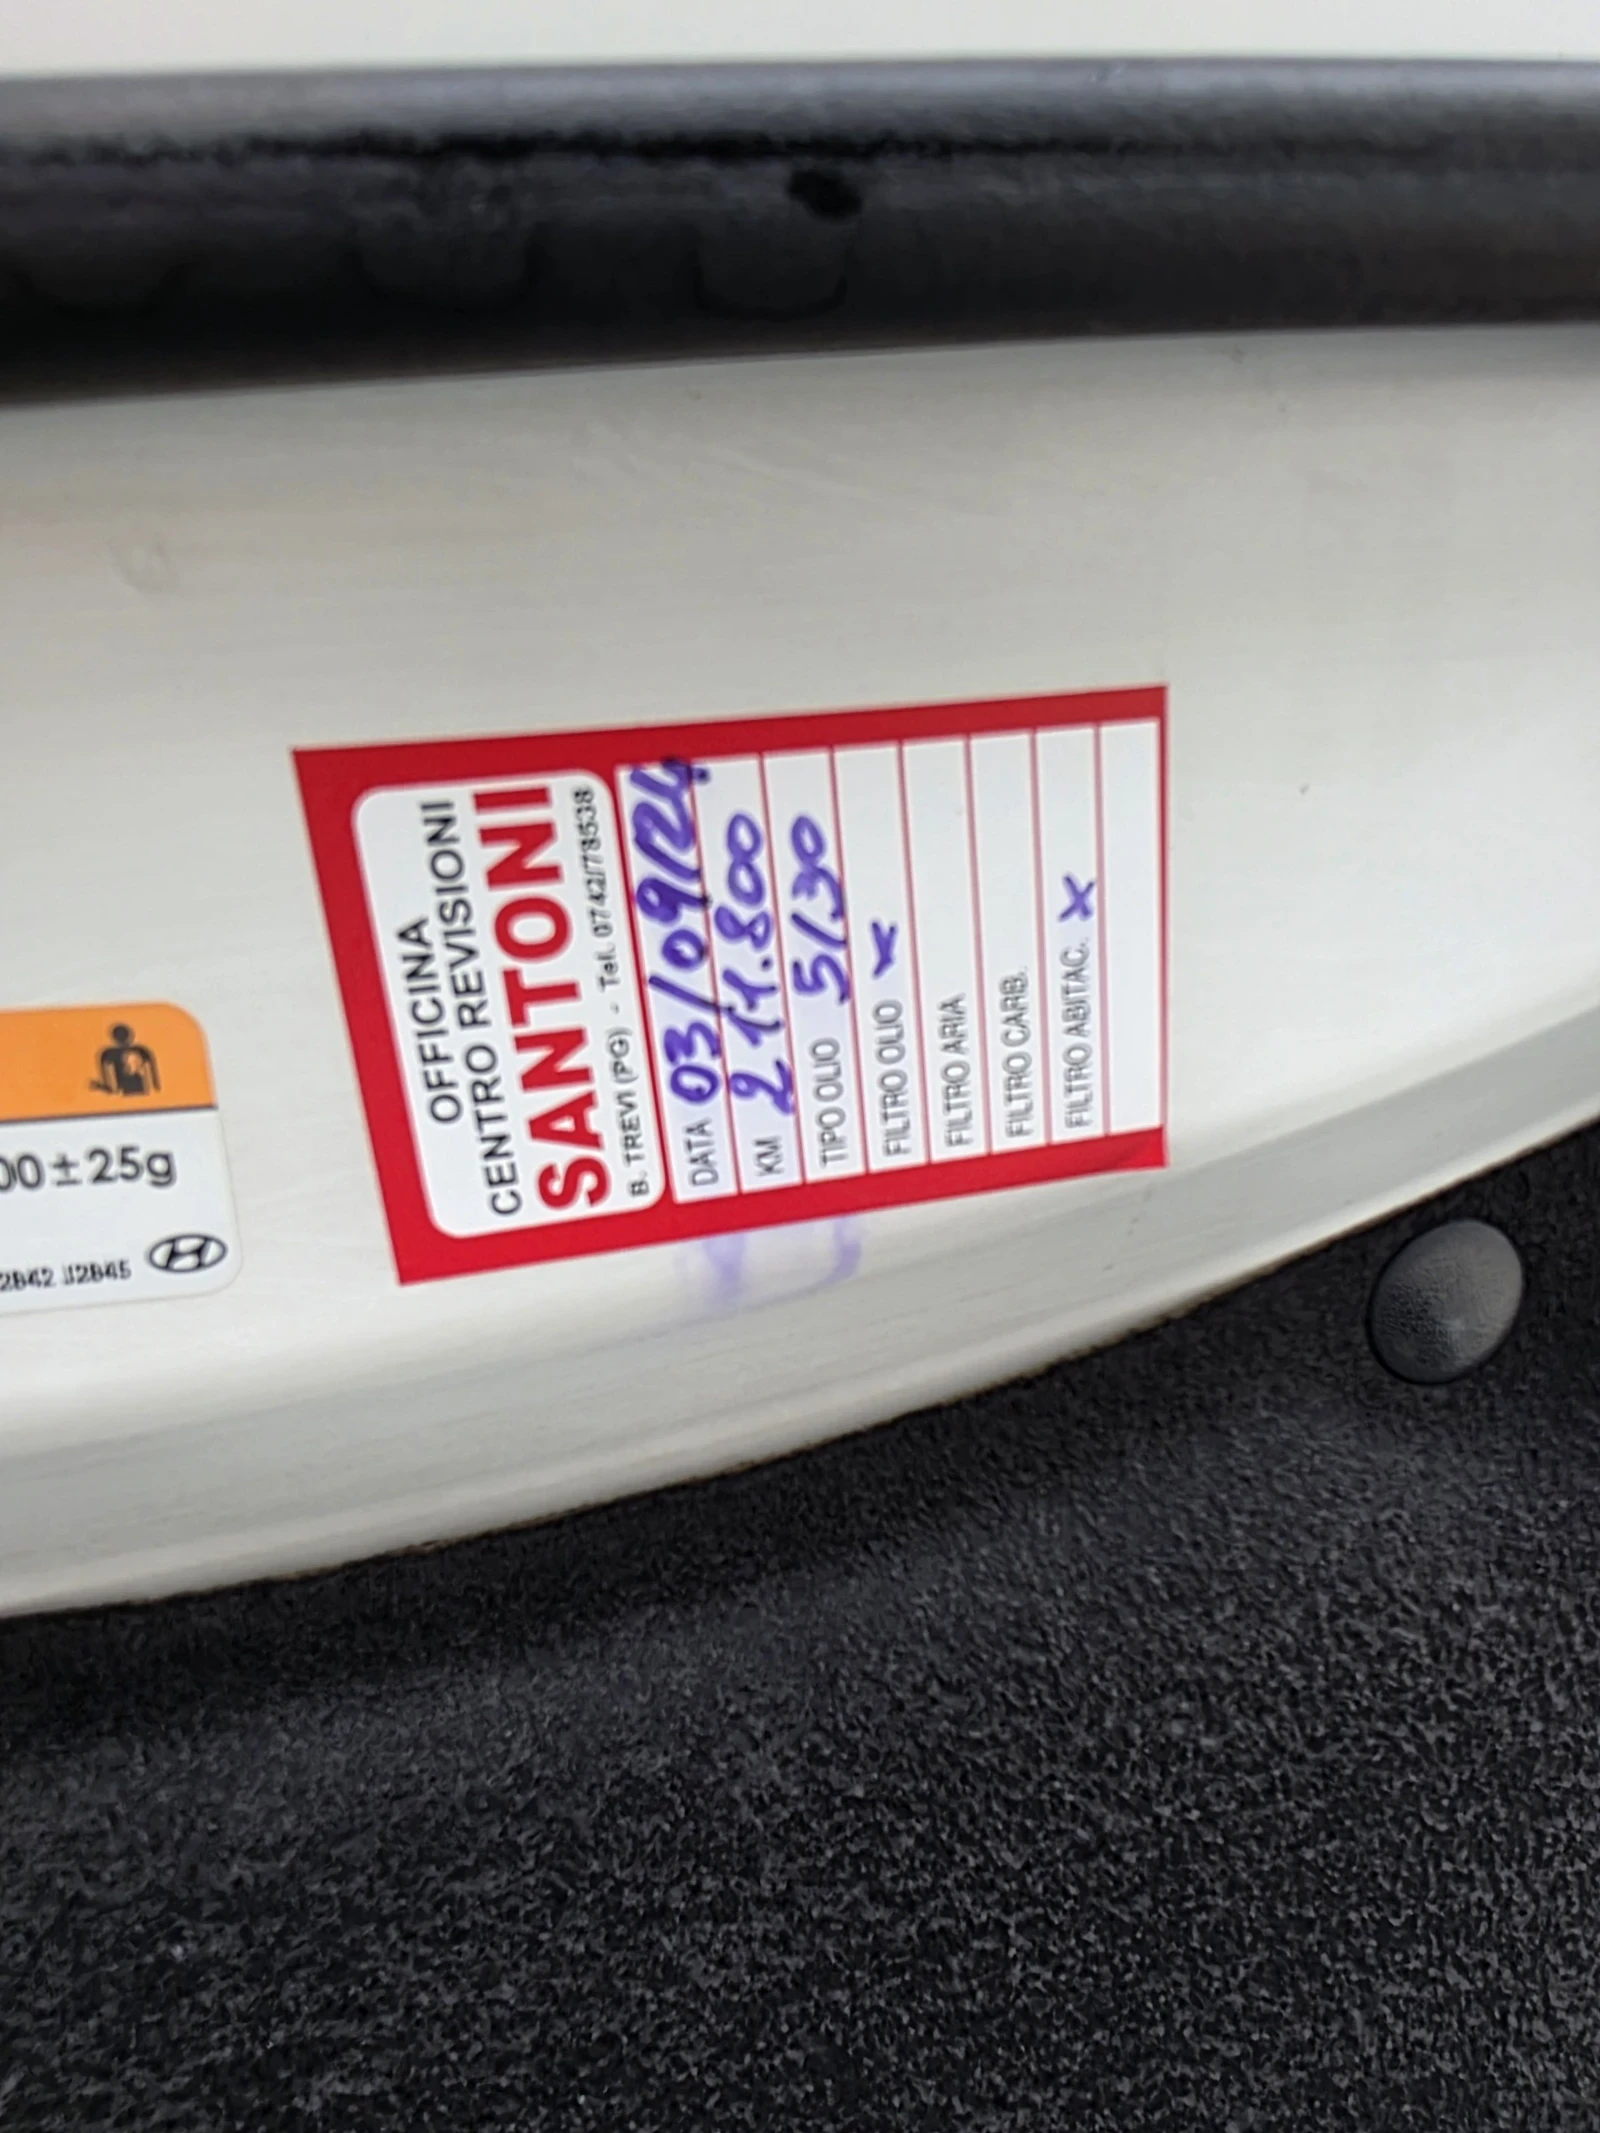 OFFICINA
CENTRO REVISIONI
SANTONI
B. TREVI (PG) - Tel. 0742/78538
DATA 03/09/24
KM 211.800
TIPO OLIO 5/30
FILTRO OLIO x
FILTRO ARIA
FILTRO CARB.
FILTRO ABITAC. x
00±25g